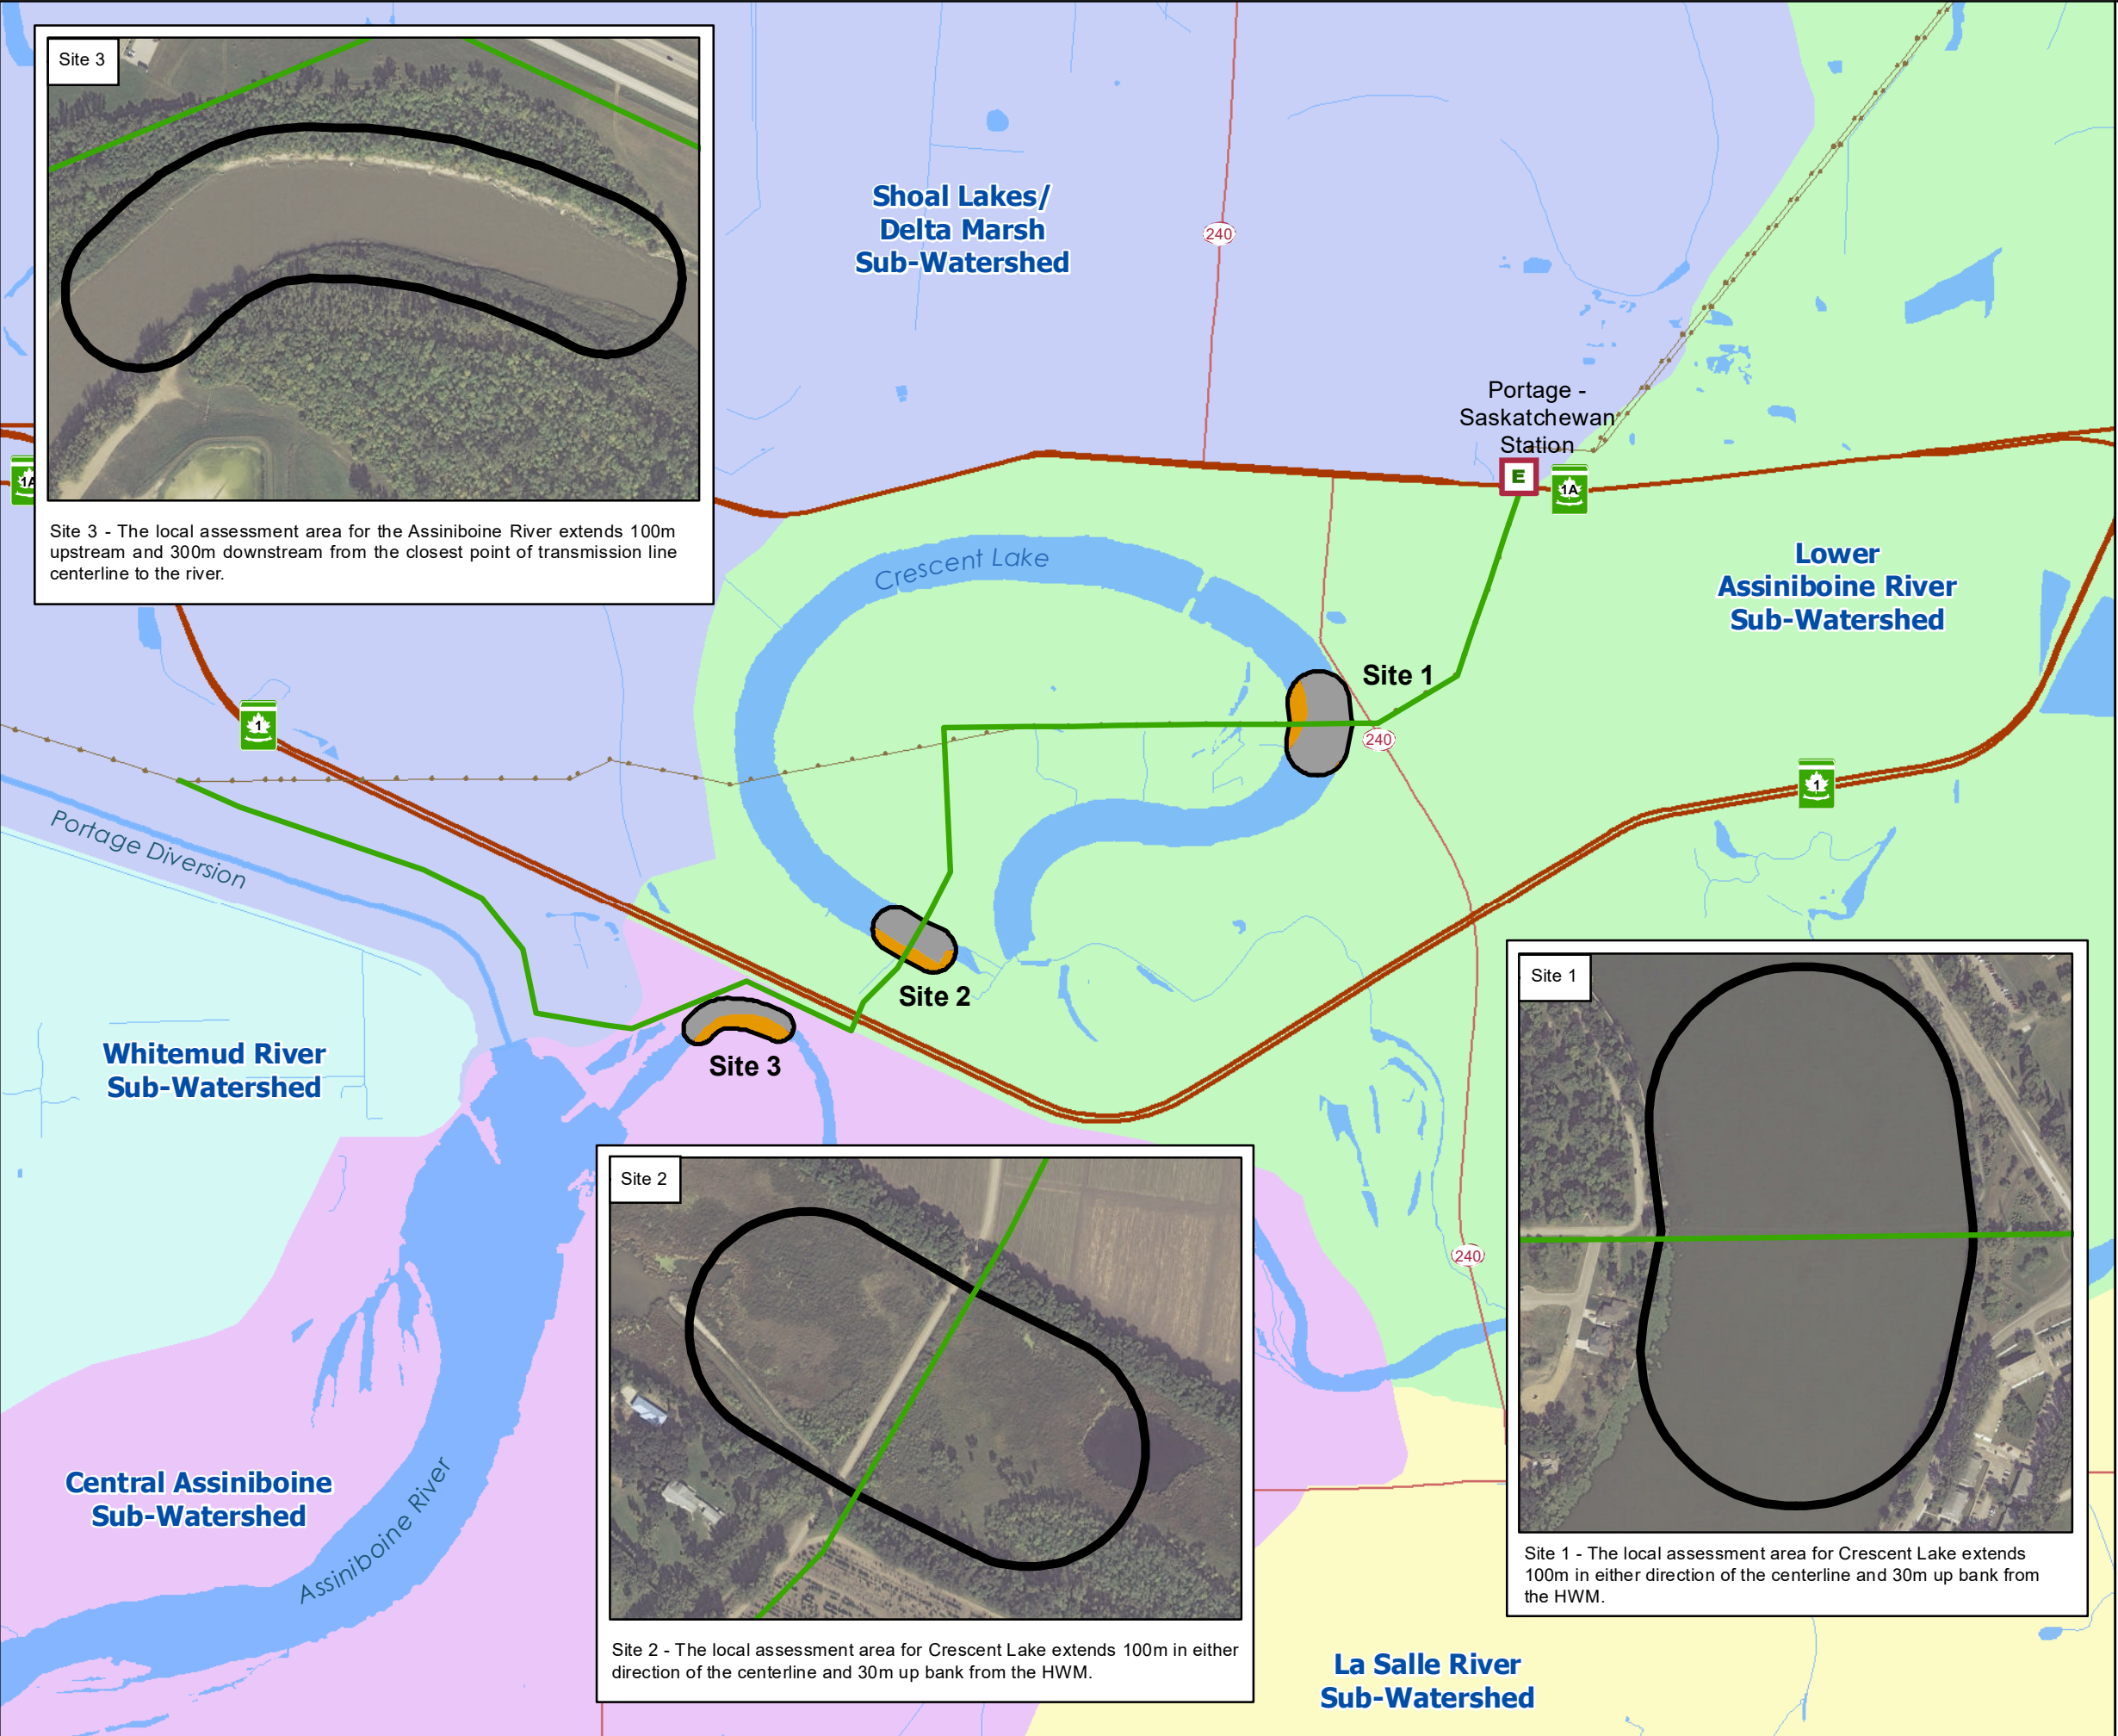 Site 3
Site 3 - The local assessment area for the Assiniboine River extends 100m
upstream and 300m downstream from the closest point of transmission line
centerline to the river.
Shoal Lakes/
Delta Marsh
Sub-Watershed
240
Portage -
Saskatchewan
Station
E
1A
1A
Crescent Lake
Lower
Assiniboine River
Sub-Watershed
Site 1
240
1
1
Portage Diversion
Site 2
Site 3
Whitemud River
Sub-Watershed
240
Central Assiniboine
Sub-Watershed
Assiniboine River
Site 2
Site 2 - The local assessment area for Crescent Lake extends 100m in either
direction of the centerline and 30m up bank from the HWM.
Site 1
Site 1 - The local assessment area for Crescent Lake extends
100m in either direction of the centerline and 30m up bank from
the HWM.
La Salle River
Sub-Watershed